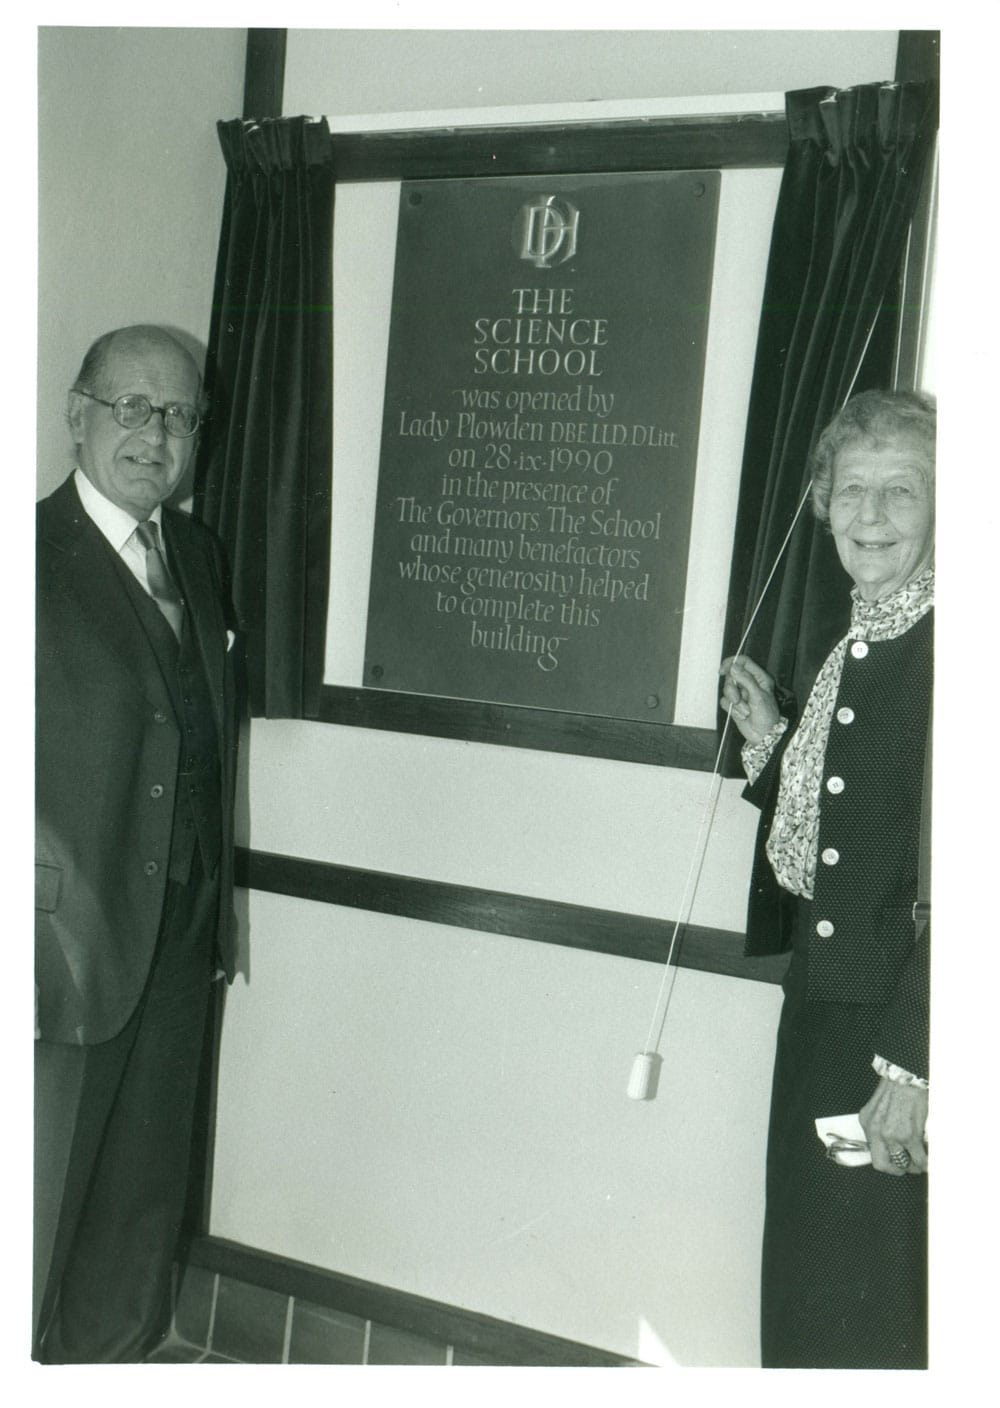 DH
THE
SCIENCE
SCHOOL
was opened by
Lady Plowden DBE. LLD. DLitt.
on 28·ix·1990
in the presence of
The Governors, The School
and many benefactors
whose generosity helped
to complete this
building